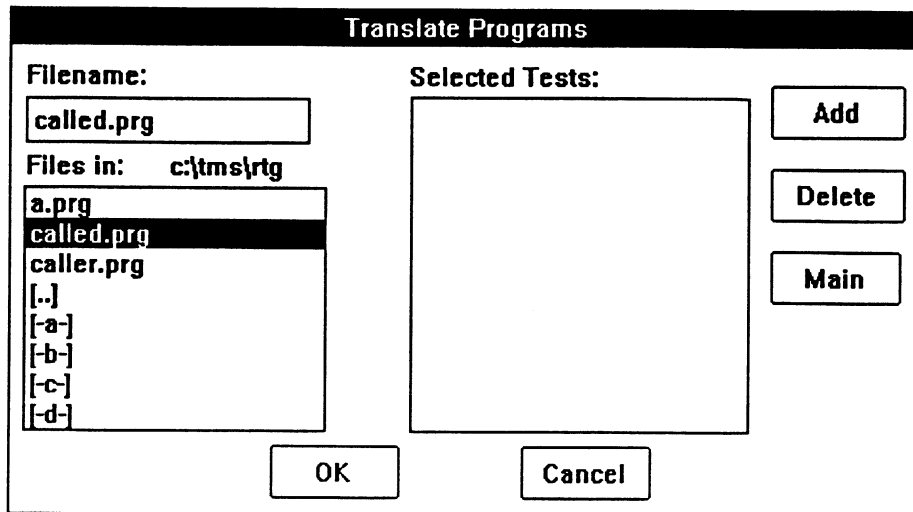 Translate Programs
Filename:
called.prg
Files in: c:\tms\rtg
a.prg
called.prg
caller.prg
[..]
[-a-]
[-b-]
[-c-]
[-d-]
Selected Tests:
Add
Delete
Main
OK
Cancel